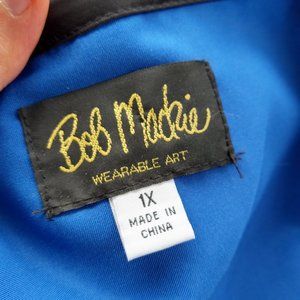 Bob Mackie
WEARABLE ART
1X
MADE IN
CHINA